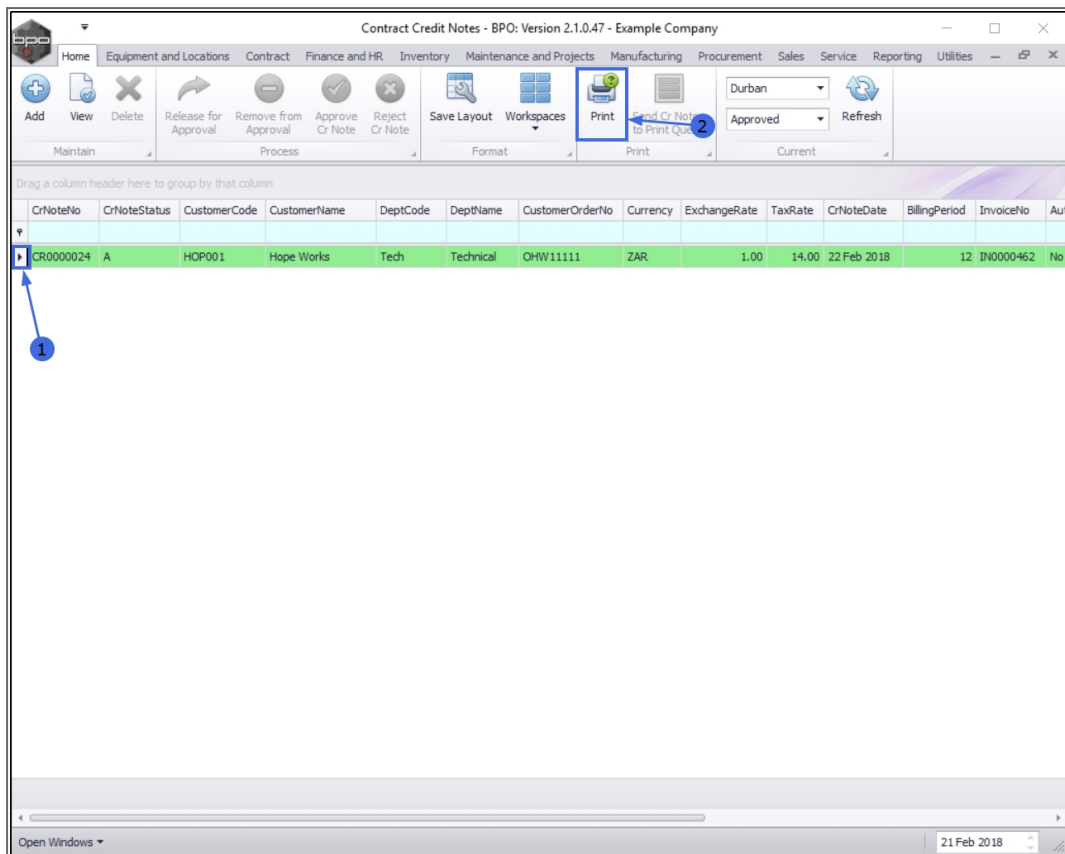 Contract Credit Notes - BPO: Version 2.1.0.47 - Example Company
bpo
Home Equipment and Locations Contract Finance and HR Inventory Maintenance and Projects Manufacturing Procurement Sales Service Reporting Utilities
Add View Delete Release for Approval Remove from Approval Approve Cr Note Reject Cr Note Save Layout Workspaces Print Send Cr Note to Print Durban Approved Refresh
2
Maintain Process Format Print Current
Drag a column header here to group by that column
CrNoteNo CrNoteStatus CustomerCode CustomerName DeptCode DeptName CustomerOrderNo Currency ExchangeRate TaxRate CrNoteDate BillingPeriod InvoiceNo
CR0000024 A HOP001 Hope Works Tech Technical OHW11111 ZAR 1.00 14.00 22 Feb 2018 12 IN0000462 No
1
Open Windows 21 Feb 2018